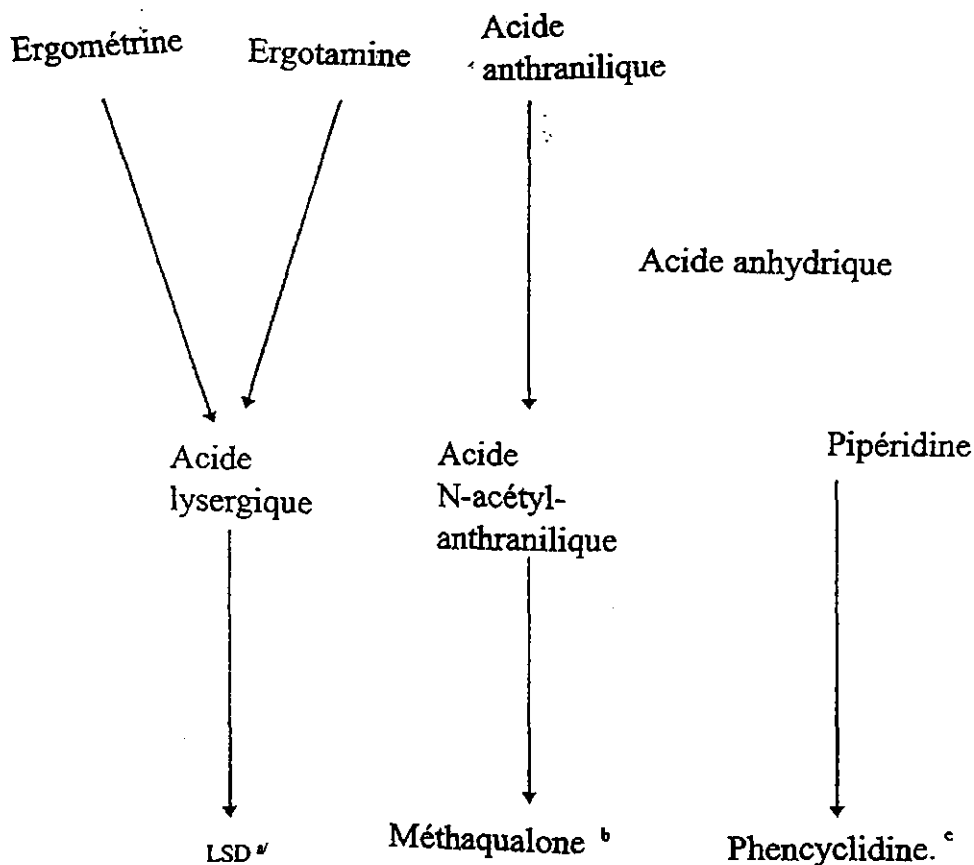 Ergométrine
Ergotamine
Acide
anthranilique
Acide anhydrique
Acide
lysergique
Acide
N-acétyl-
anthranilique
Pipéridine
LSD a/
Méthaqualone b
Phencyclidine. c